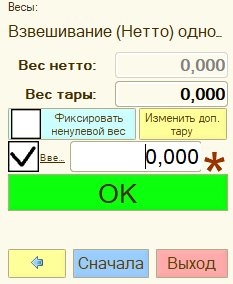 Весы:
Взвешивание (Нетто) одно..
Вес нетто: 0,000
Вес тары: 0,000
Фиксировать ненулевой вес
Изменить доп. тару
Вве.. 0,000 *
OK
Сначала Выход